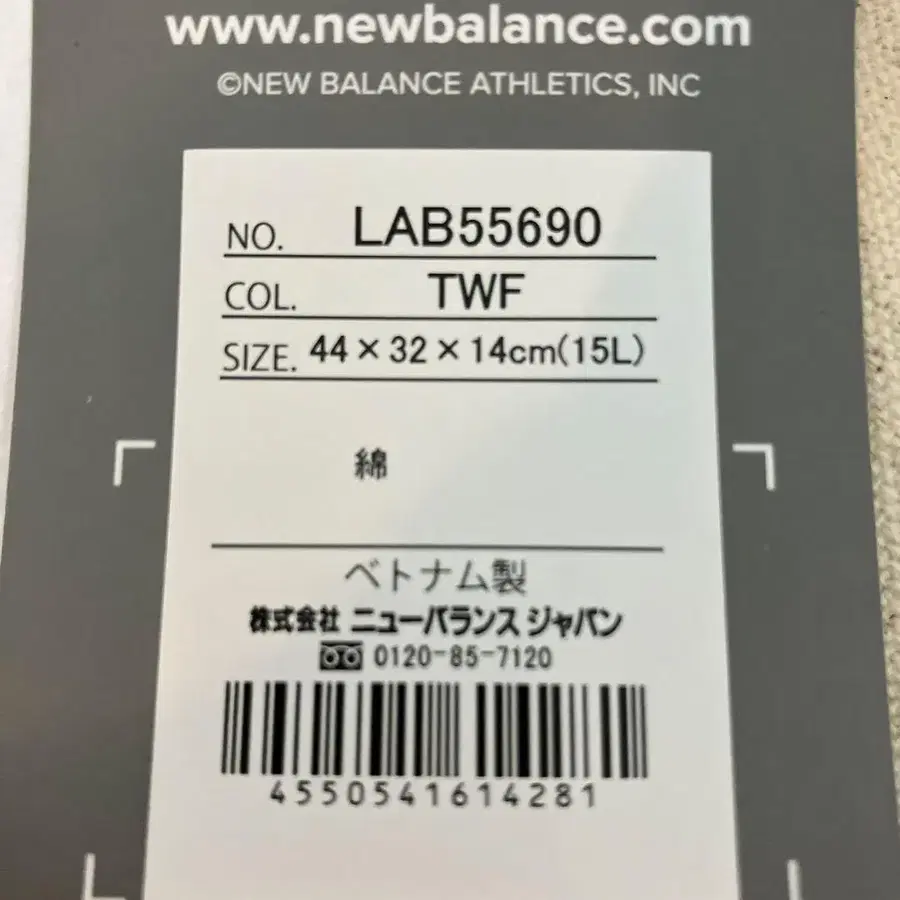 www.newbalance.com
©NEW BALANCE ATHLETICS, INC
NO. LAB55690
COL. TWF
SIZE. 44×32×14cm(15L)
綿
ベトナム製
株式会社 ニューバランス ジャパン
0120-85-7120
4550541614281